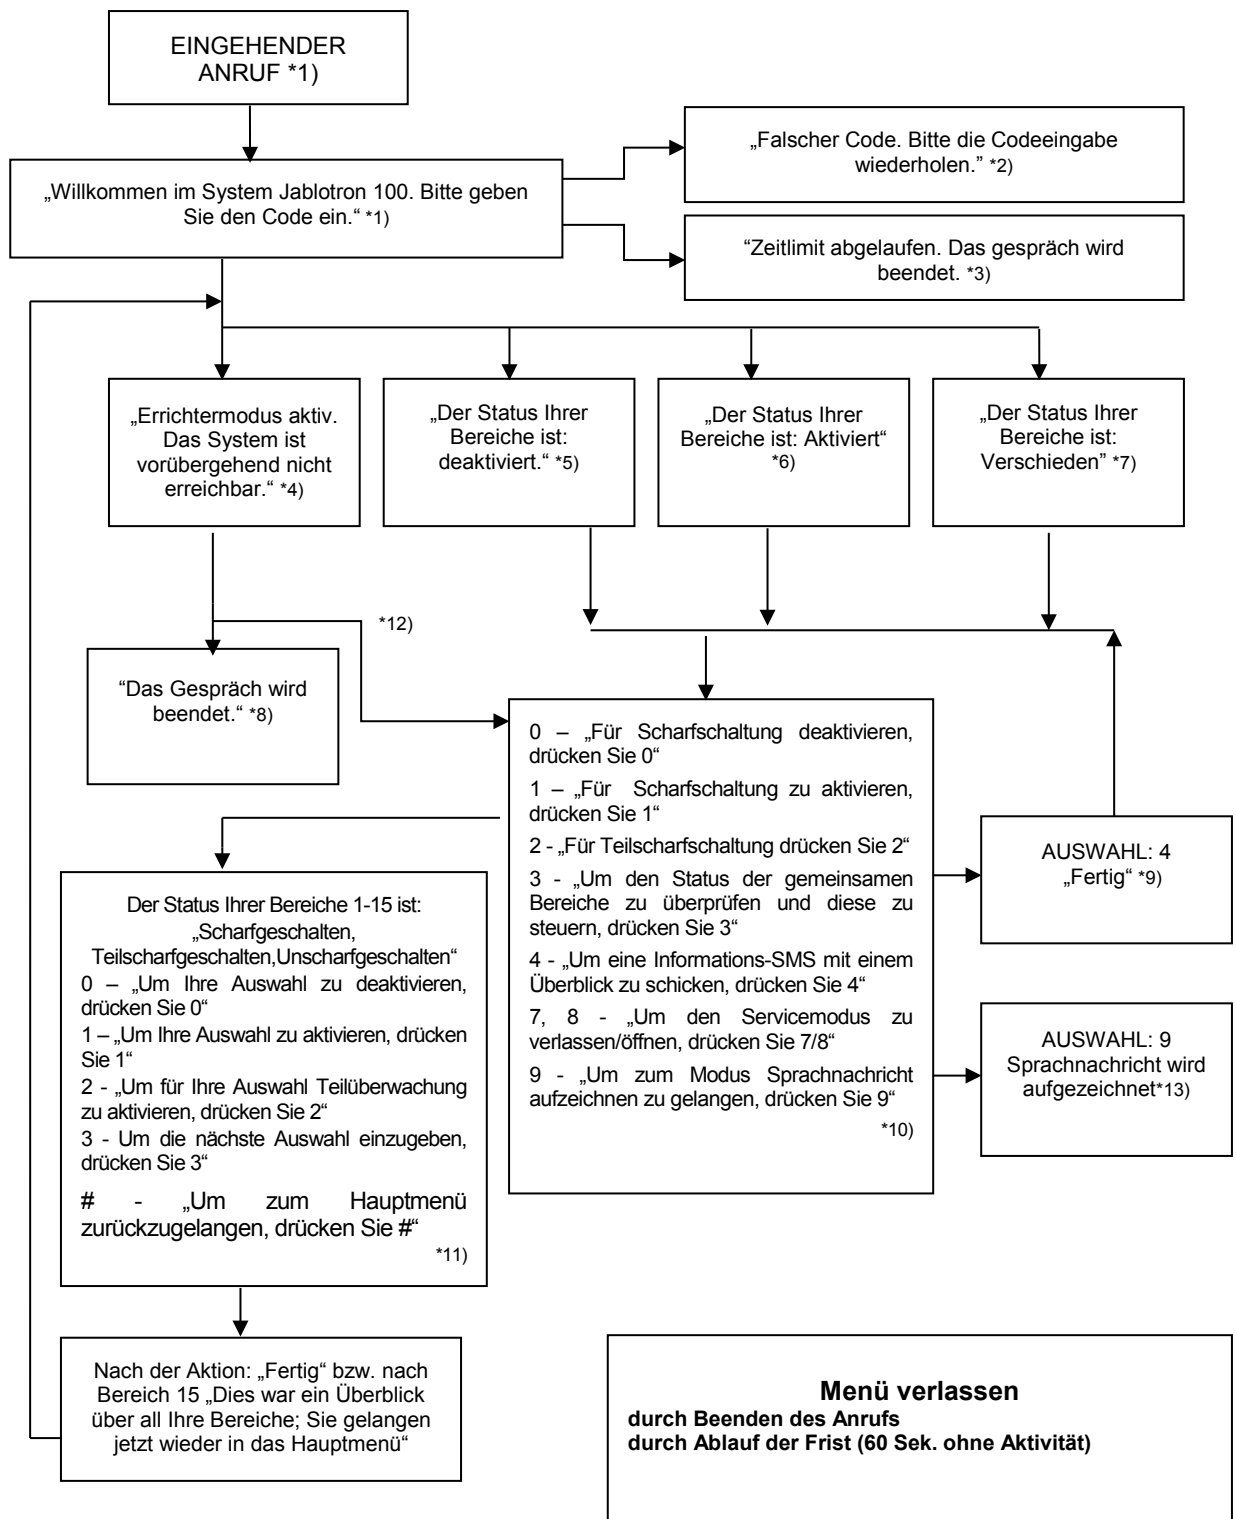 EINGEHENDER
ANRUF *1)
„Falscher Code. Bitte die Codeeingabe
wiederholen.” *2)
„Willkommen im System Jablotron 100. Bitte geben
Sie den Code ein.“ *1)
“Zeitlimit abgelaufen. Das gespräch wird
beendet. *3)
„Errichtermodus aktiv.
Das System ist
vorübergehend nicht
erreichbar.“ *4)
„Der Status Ihrer
Bereiche ist:
deaktiviert.“ *5)
„Der Status Ihrer
Bereiche ist: Aktiviert“
*6)
„Der Status Ihrer
Bereiche ist:
Verschieden” *7)
*12)
“Das Gespräch wird
beendet.“ *8)
0 – „Für Scharfschaltung deaktivieren,
drücken Sie 0“
1 – „Für Scharfschaltung zu aktivieren,
drücken Sie 1“
2 - „Für Teilscharfschaltung drücken Sie 2“
3 - „Um den Status der gemeinsamen
Bereiche zu überprüfen und diese zu
steuern, drücken Sie 3“
4 - „Um eine Informations-SMS mit einem
Überblick zu schicken, drücken Sie 4“
7, 8 - „Um den Servicemodus zu
verlassen/öffnen, drücken Sie 7/8“
9 - „Um zum Modus Sprachnachricht
aufzeichnen zu gelangen, drücken Sie 9“
*10)
AUSWAHL: 4
„Fertig“ *9)
AUSWAHL: 9
Sprachnachricht wird
aufgezeichnet*13)
Der Status Ihrer Bereiche 1-15 ist:
„Scharfgeschalten,
Teilscharfgeschalten,Unscharfgeschalten“
0 – „Um Ihre Auswahl zu deaktivieren,
drücken Sie 0“
1 – „Um Ihre Auswahl zu aktivieren, drücken
Sie 1“
2 - „Um für Ihre Auswahl Teilüberwachung
zu aktivieren, drücken Sie 2“
3 - Um die nächste Auswahl einzugeben,
drücken Sie 3“
# - „Um zum Hauptmenü
zurückzugelangen, drücken Sie #“
*11)
Nach der Aktion: „Fertig“ bzw. nach
Bereich 15 „Dies war ein Überblick
über all Ihre Bereiche; Sie gelangen
jetzt wieder in das Hauptmenü“
Menü verlassen
durch Beenden des Anrufs
durch Ablauf der Frist (60 Sek. ohne Aktivität)